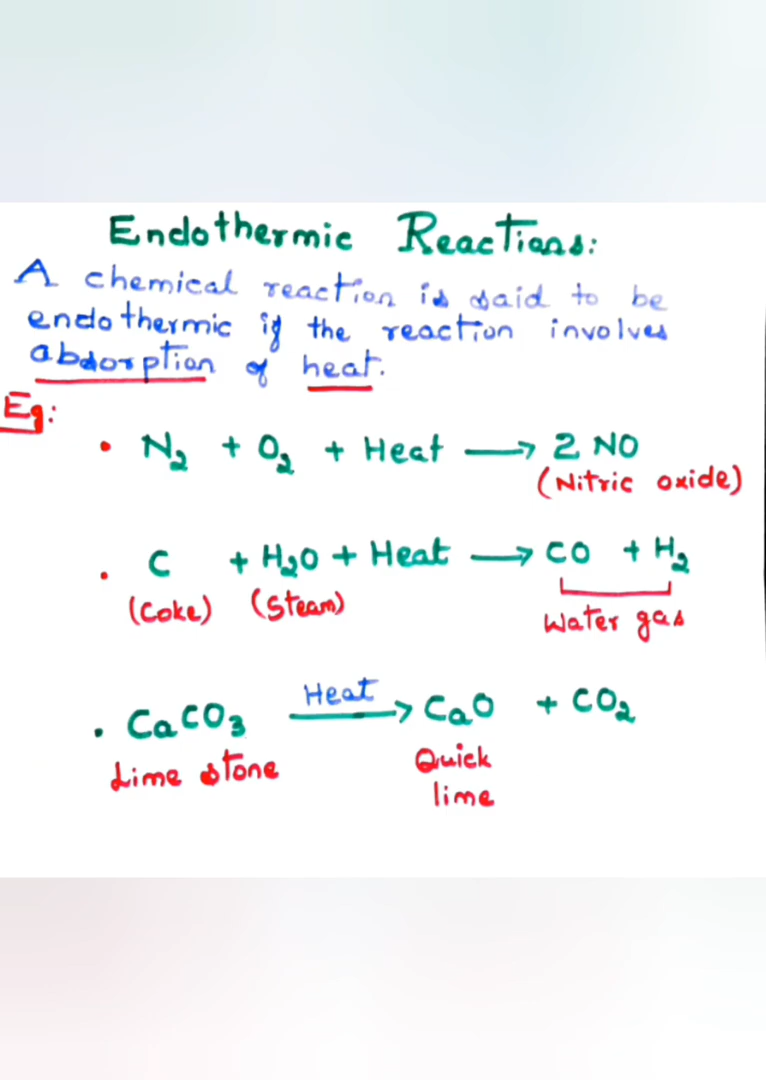 Endothermic Reactions:
A chemical reaction is said to be
endothermic if the reaction involves
absorption of heat.
Eg:
• N₂ + O₂ + Heat ⟶ 2 NO
(Nitric oxide)
• C + H₂O + Heat ⟶ CO + H₂
(Coke) (Steam) Water gas
Heat
• CaCO₃ ⟶ CaO + CO₂
Lime stone Quick
lime